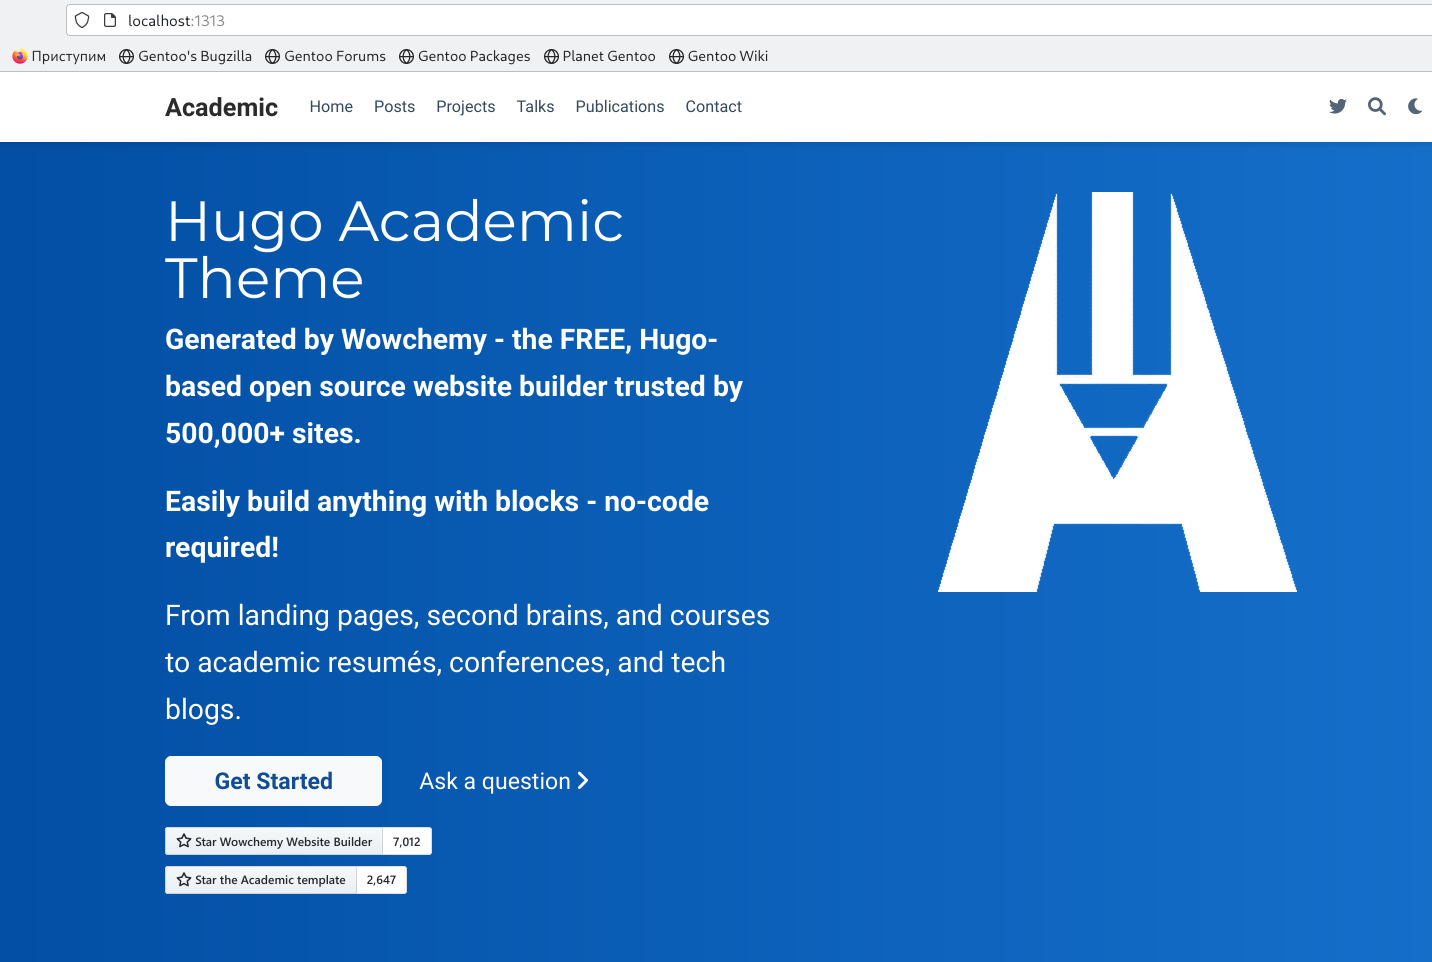 localhost:1313
Приступим Gentoo's Bugzilla Gentoo Forums Gentoo Packages Planet Gentoo Gentoo Wiki
Academic Home Posts Projects Talks Publications Contact
Hugo Academic
Theme
Generated by Wowchemy - the FREE, Hugo-
based open source website builder trusted by
500,000+ sites.
Easily build anything with blocks - no-code
required!
From landing pages, second brains, and courses
to academic resumés, conferences, and tech
blogs.
Get Started Ask a question
Star Wowchemy Website Builder 7,012
Star the Academic template 2,647